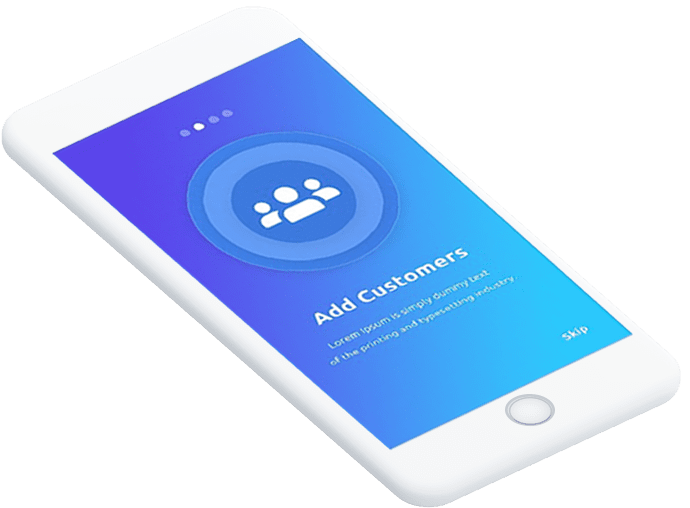 Add Customers
Lorem Ipsum is simply dummy text
of the printing and typesetting industry.
Skip